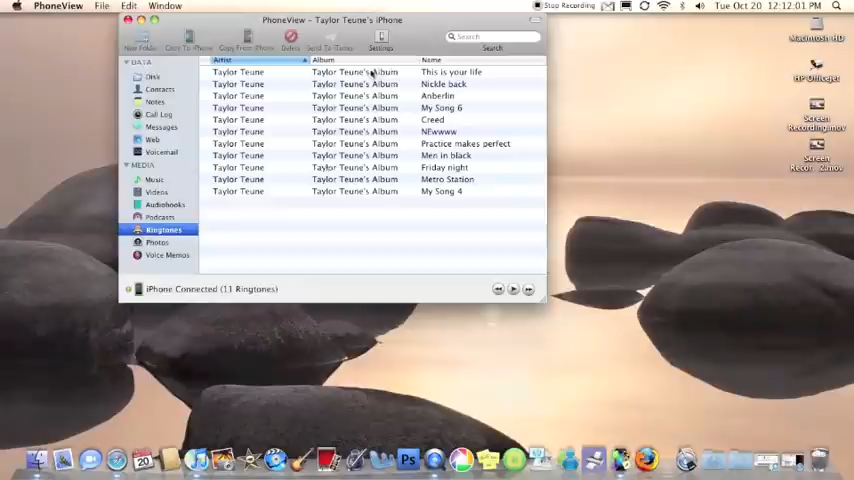 PhoneView File Edit Window Stop Recording Tue Oct 20 12:12:01 PM
PhoneView – Taylor Teune's iPhone
New Folder Copy To iPhone Copy From iPhone Delete Send To iTunes Settings Search
Search
DATA
Disk
Contacts
Notes
Call Log
Messages
Web
Voicemail
MEDIA
Music
Videos
Audiobooks
Podcasts
Ringtones
Photos
Voice Memos
Artist Album Name
Taylor Teune Taylor Teune's Album This is your life
Taylor Teune Taylor Teune's Album Nickle back
Taylor Teune Taylor Teune's Album Anberlin
Taylor Teune Taylor Teune's Album My Song 6
Taylor Teune Taylor Teune's Album Creed
Taylor Teune Taylor Teune's Album NEwwww
Taylor Teune Taylor Teune's Album Practice makes perfect
Taylor Teune Taylor Teune's Album Men in black
Taylor Teune Taylor Teune's Album Friday night
Taylor Teune Taylor Teune's Album Metro Station
Taylor Teune Taylor Teune's Album My Song 4
iPhone Connected (11 Ringtones)
Macintosh HD
HP Officejet
Screen
Recording.mov
Screen
Recor...
20
Ps